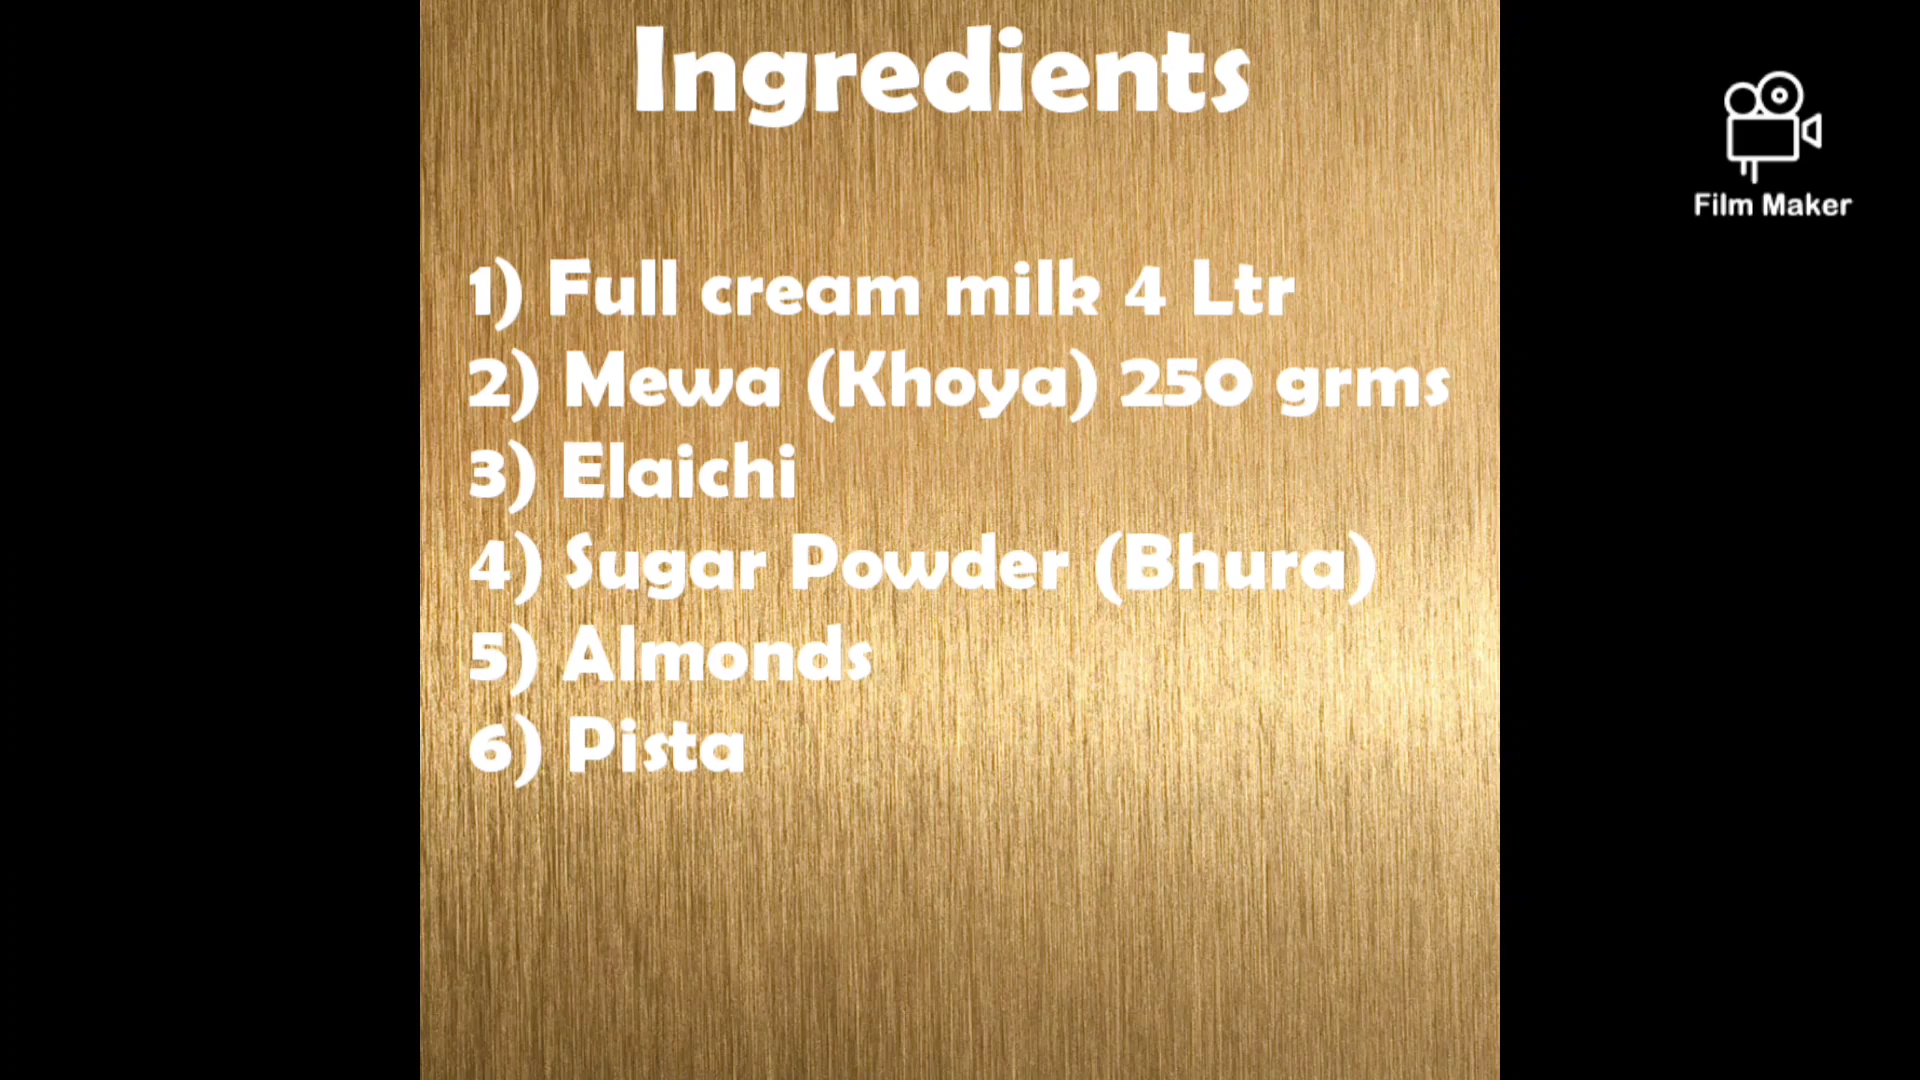 Ingredients
Film Maker
1) Full cream milk 4 Ltr
2) Mewa (Khoya) 250 grms
3) Elaichi
4) Sugar Powder (Bhura)
5) Almonds
6) Pista